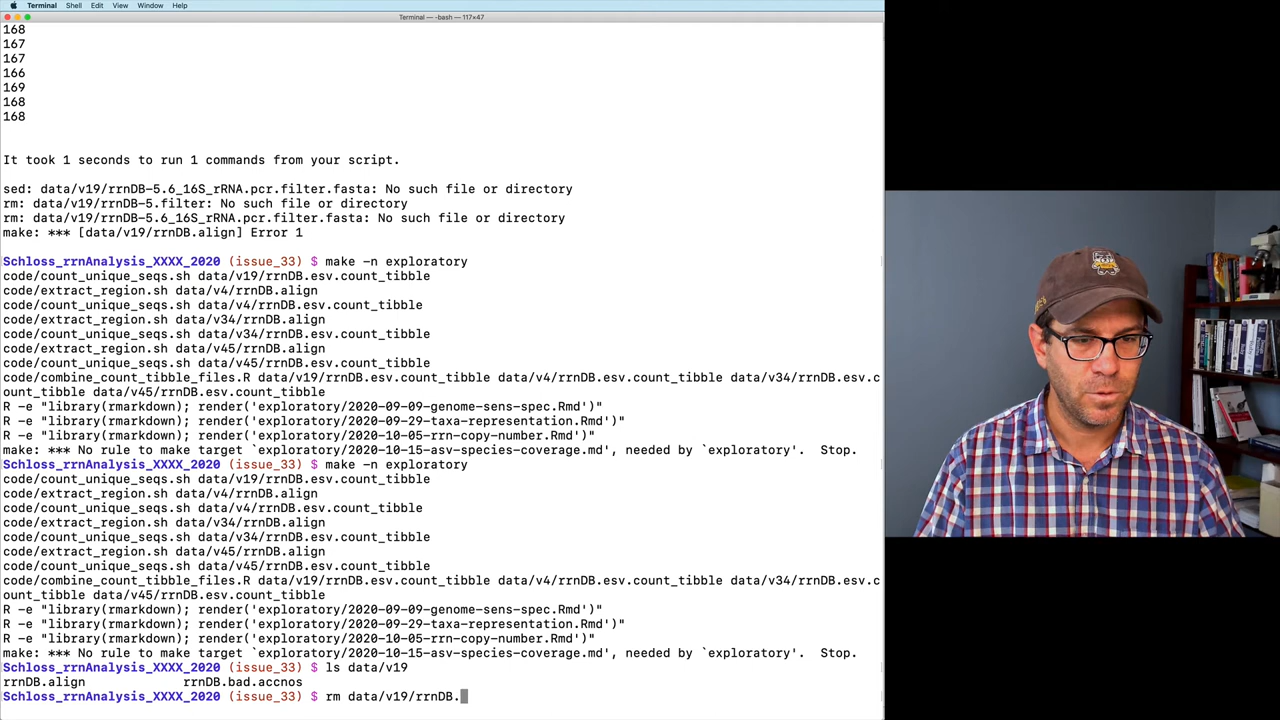 Terminal Shell Edit View Window Help
Terminal — -bash — 117×47
168
167
167
166
169
168
168
It took 1 seconds to run 1 commands from your script.
sed: data/v19/rrnDB-5.6_16S_rRNA.pcr.filter.fasta: No such file or directory
rm: data/v19/rrnDB-5.filter: No such file or directory
rm: data/v19/rrnDB-5.6_16S_rRNA.pcr.filter.fasta: No such file or directory
make: *** [data/v19/rrnDB.align] Error 1
Schloss_rrnAnalysis_XXXX_2020 (issue_33) $ make -n exploratory
code/count_unique_seqs.sh data/v19/rrnDB.esv.count_tibble
code/extract_region.sh data/v4/rrnDB.align
code/count_unique_seqs.sh data/v4/rrnDB.esv.count_tibble
code/extract_region.sh data/v34/rrnDB.align
code/count_unique_seqs.sh data/v34/rrnDB.esv.count_tibble
code/extract_region.sh data/v45/rrnDB.align
code/count_unique_seqs.sh data/v45/rrnDB.esv.count_tibble
code/combine_count_tibble_files.R data/v19/rrnDB.esv.count_tibble data/v4/rrnDB.esv.count_tibble data/v34/rrnDB.esv.c
ount_tibble data/v45/rrnDB.esv.count_tibble
R -e "library(rmarkdown); render('exploratory/2020-09-09-genome-sens-spec.Rmd')"
R -e "library(rmarkdown); render('exploratory/2020-09-29-taxa-representation.Rmd')"
R -e "library(rmarkdown); render('exploratory/2020-10-05-rrn-copy-number.Rmd')"
make: *** No rule to make target `exploratory/2020-10-15-asv-species-coverage.md', needed by `exploratory'.  Stop.
Schloss_rrnAnalysis_XXXX_2020 (issue_33) $ make -n exploratory
code/count_unique_seqs.sh data/v19/rrnDB.esv.count_tibble
code/extract_region.sh data/v4/rrnDB.align
code/count_unique_seqs.sh data/v4/rrnDB.esv.count_tibble
code/extract_region.sh data/v34/rrnDB.align
code/count_unique_seqs.sh data/v34/rrnDB.esv.count_tibble
code/extract_region.sh data/v45/rrnDB.align
code/count_unique_seqs.sh data/v45/rrnDB.esv.count_tibble
code/combine_count_tibble_files.R data/v19/rrnDB.esv.count_tibble data/v4/rrnDB.esv.count_tibble data/v34/rrnDB.esv.c
ount_tibble data/v45/rrnDB.esv.count_tibble
R -e "library(rmarkdown); render('exploratory/2020-09-09-genome-sens-spec.Rmd')"
R -e "library(rmarkdown); render('exploratory/2020-09-29-taxa-representation.Rmd')"
R -e "library(rmarkdown); render('exploratory/2020-10-05-rrn-copy-number.Rmd')"
make: *** No rule to make target `exploratory/2020-10-15-asv-species-coverage.md', needed by `exploratory'.  Stop.
Schloss_rrnAnalysis_XXXX_2020 (issue_33) $ ls data/v19
rrnDB.align rrnDB.bad.accnos
Schloss_rrnAnalysis_XXXX_2020 (issue_33) $ rm data/v19/rrnDB.